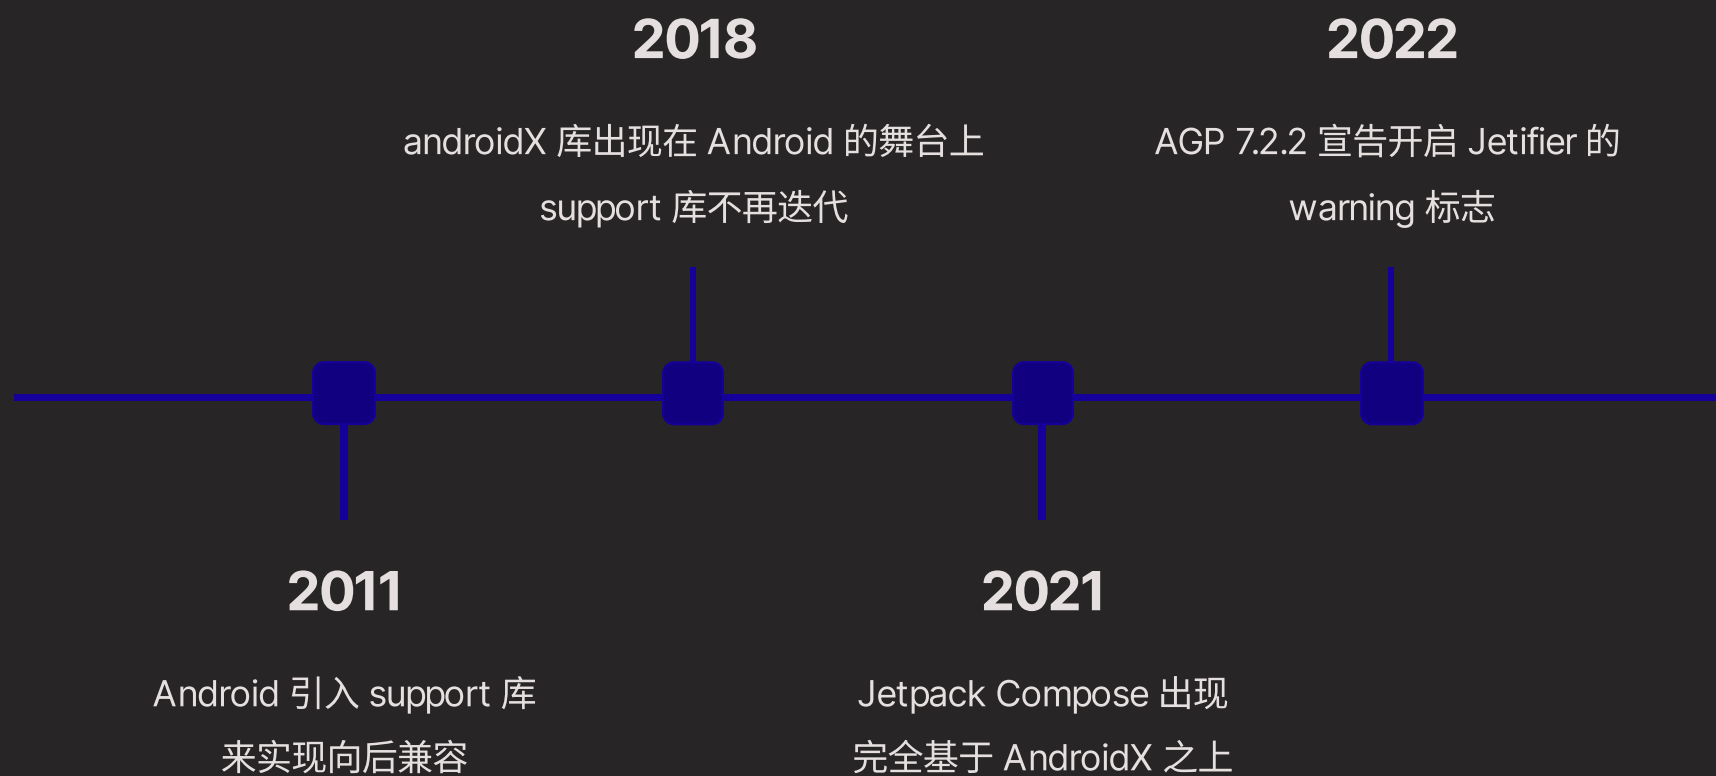 2018
androidX 库出现在 Android 的舞台上
support 库不再迭代
2022
AGP 7.2.2 宣告开启 Jetifier 的
warning 标志
2011
Android 引入 support 库
来实现向后兼容
2021
Jetpack Compose 出现
完全基于 AndroidX 之上